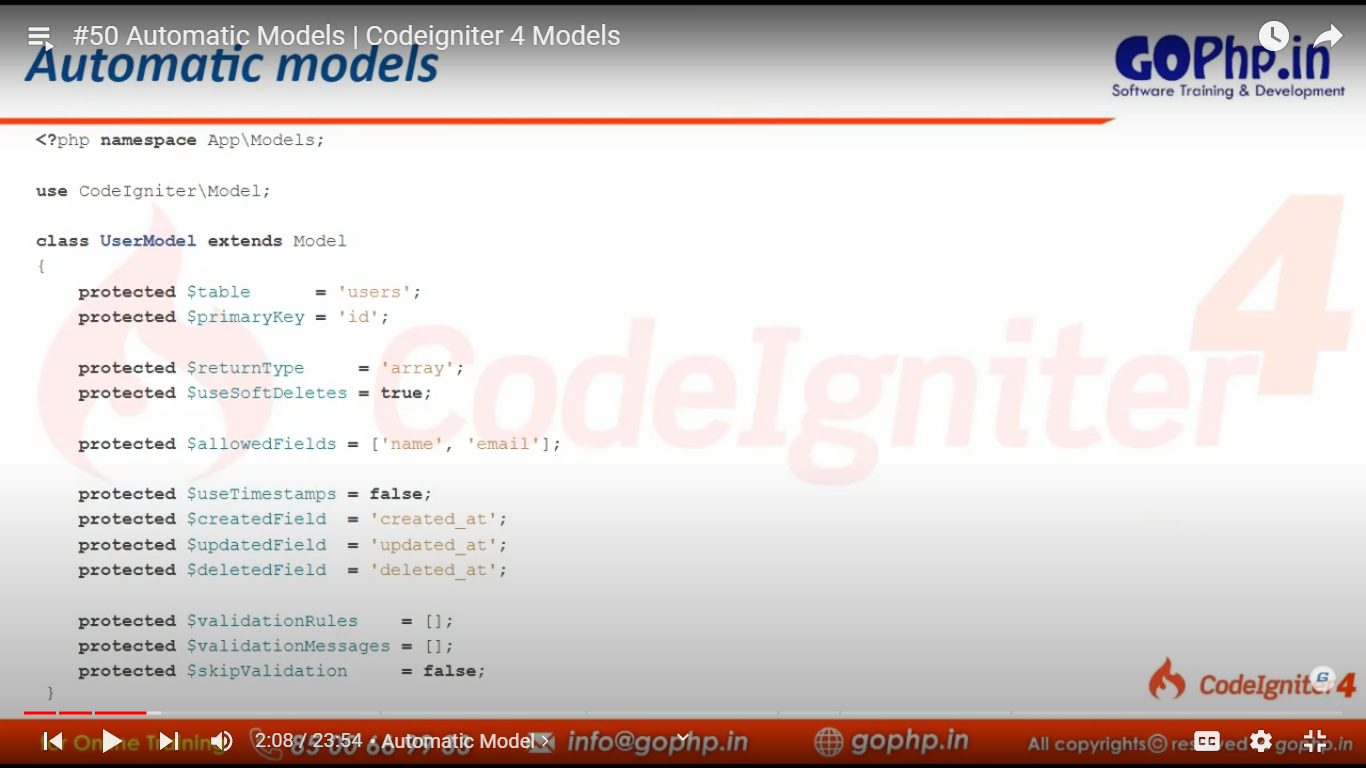 #50 Automatic Models | Codeigniter 4 Models
Automatic models
GOPhp.in
Software Training & Development
<?php namespace App\Models;
use CodeIgniter\Model;
class UserModel extends Model
{
protected $table = 'users';
protected $primaryKey = 'id';
protected $returnType = 'array';
protected $useSoftDeletes = true;
protected $allowedFields = ['name', 'email'];
protected $useTimestamps = false;
protected $createdField = 'created_at';
protected $updatedField = 'updated_at';
protected $deletedField = 'deleted_at';
protected $validationRules = [];
protected $validationMessages = [];
protected $skipValidation = false;
}
CodeIgniter 4
CodeIgniter 4
G
for Online Training
2:08 / 23:54 • Automatic Model >
info@gophp.in
gophp.in
All copyrights© reserved @ gophp.in
CC